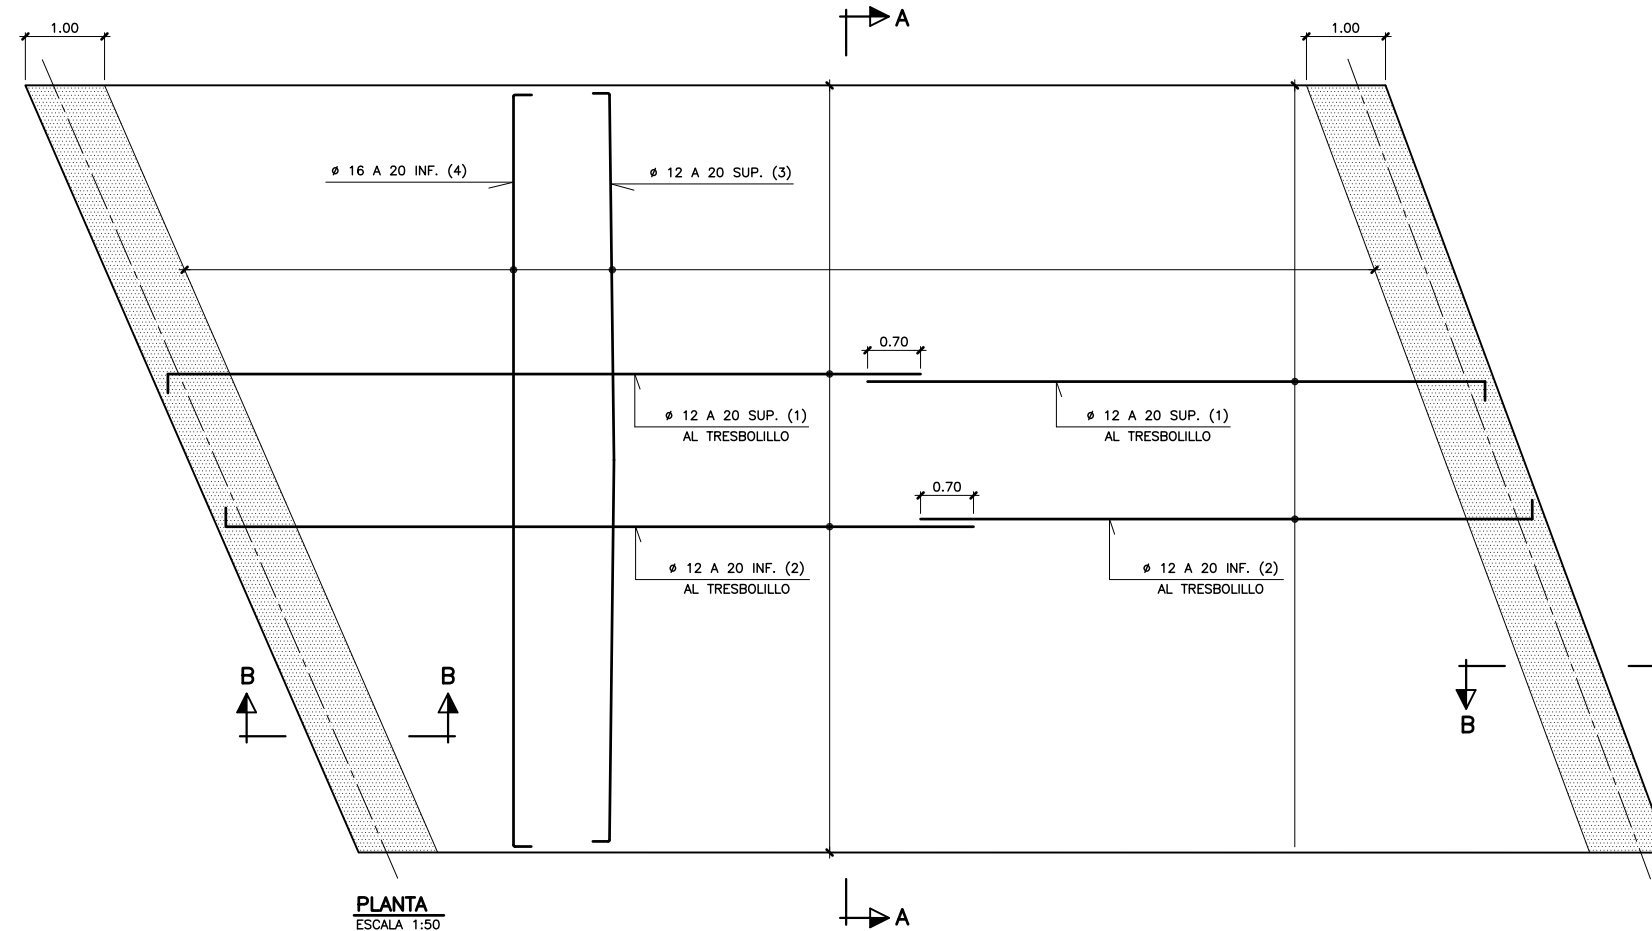 1.00
A
1.00
ø 16 A 20 INF. (4)
ø 12 A 20 SUP. (3)
0.70
ø 12 A 20 SUP. (1)
AL TRESBOLILLO
ø 12 A 20 SUP. (1)
AL TRESBOLILLO
0.70
ø 12 A 20 INF. (2)
AL TRESBOLILLO
ø 12 A 20 INF. (2)
AL TRESBOLILLO
B
B
B
PLANTA
ESCALA 1:50
A